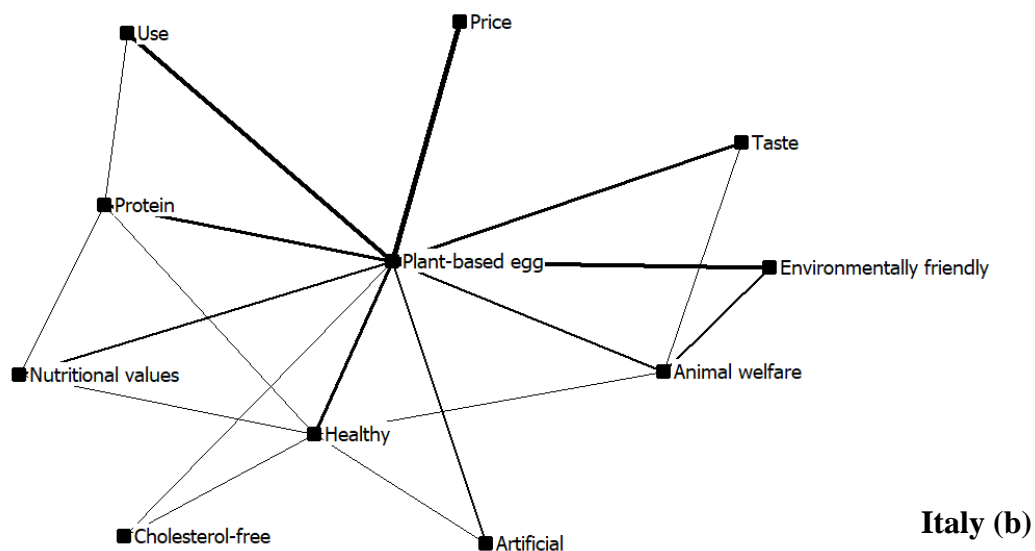 Use
Price
Taste
Protein
Plant-based egg
Environmentally friendly
Nutritional values
Animal welfare
Healthy
Cholesterol-free
Artificial
Italy (b)